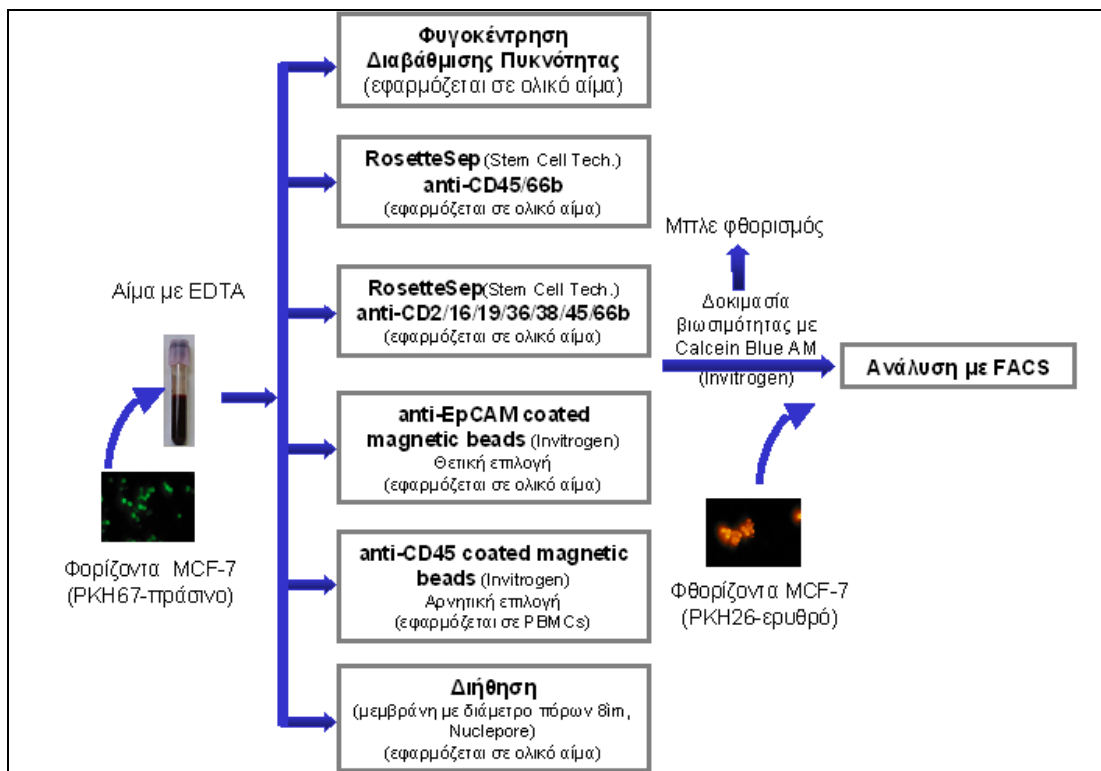 Φυγοκέντρηση
Διαβάθμισης Πυκνότητας
(εφαρμόζεται σε ολικό αίμα)
RosetteSep (Stem Cell Tech.)
anti-CD45/66b
(εφαρμόζεται σε ολικό αίμα)
RosetteSep(Stem Cell Tech.)
anti-CD2/16/19/36/38/45/66b
(εφαρμόζεται σε ολικό αίμα)
anti-EpCAM coated
magnetic beads (Invitrogen)
Θετική επιλογή
(εφαρμόζεται σε ολικό αίμα)
anti-CD45 coated magnetic
beads (Invitrogen)
Αρνητική επιλογή
(εφαρμόζεται σε PBMCs)
Διήθηση
(μεμβράνη με διάμετρο πόρων 8ìm,
Nuclepore)
(εφαρμόζεται σε ολικό αίμα)
Αίμα με EDTA
Φορίζοντα MCF-7
(PKH67-πράσινο)
Μπλε φθορισμός
Δοκιμασία
βιωσιμότητας με
Calcein Blue AM
(Invitrogen)
Ανάλυση με FACS
Φθορίζοντα MCF-7
(PKH26-ερυθρό)